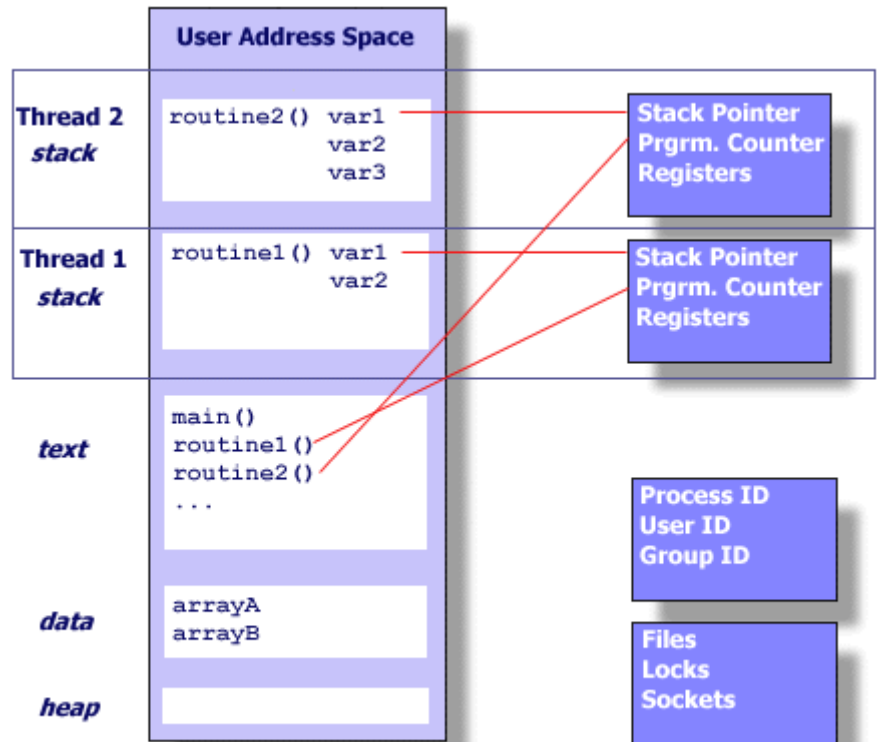 User Address Space
Thread 2
stack
routine2() var1
var2
var3
Stack Pointer
Prgrm. Counter
Registers
Thread 1
stack
routine1() var1
var2
Stack Pointer
Prgrm. Counter
Registers
text
main()
routine1()
routine2()
...
Process ID
User ID
Group ID
data
arrayA
arrayB
Files
Locks
Sockets
heap